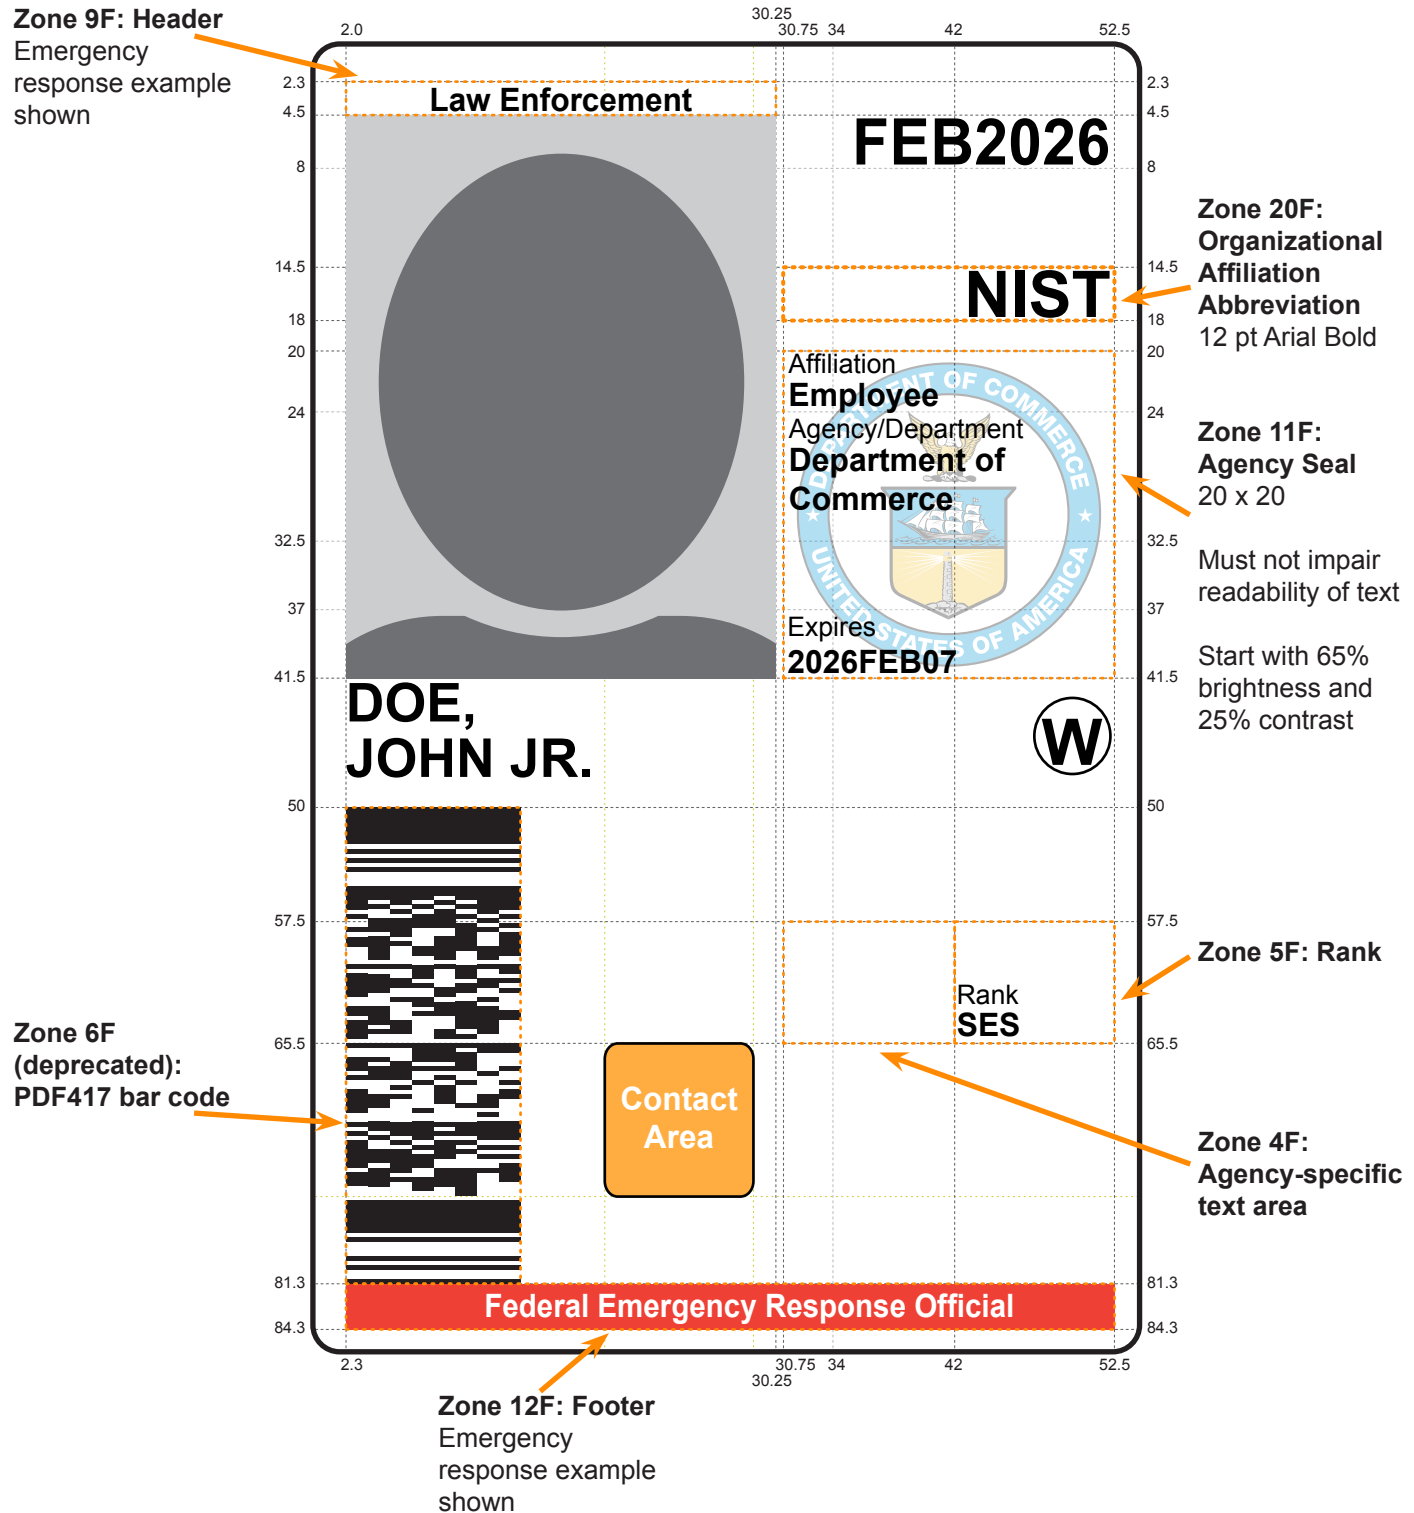 Zone 9F: Header
Emergency
response example
shown
30.25
2.0
30.75 34 42 52.5
2.3
4.5
8
14.5
18
20
24
32.5
37
41.5
50
57.5
65.5
81.3
84.3
Law Enforcement
FEB2026
NIST
Affiliation
Employee
Agency/Department
Department of
Commerce
DEPARTMENT OF COMMERCE
UNITED STATES OF AMERICA
Expires
2026FEB07
DOE,
JOHN JR.
W
Rank
SES
Contact
Area
Federal Emergency Response Official
2.3
4.5
8
14.5
18
20
24
32.5
37
41.5
50
57.5
65.5
81.3
84.3
Zone 20F:
Organizational
Affiliation
Abbreviation
12 pt Arial Bold
Zone 11F:
Agency Seal
20 x 20
Must not impair
readability of text
Start with 65%
brightness and
25% contrast
Zone 5F: Rank
Zone 4F:
Agency-specific
text area
Zone 6F
(deprecated):
PDF417 bar code
2.3
30.75 34 42 52.5
30.25
Zone 12F: Footer
Emergency
response example
shown